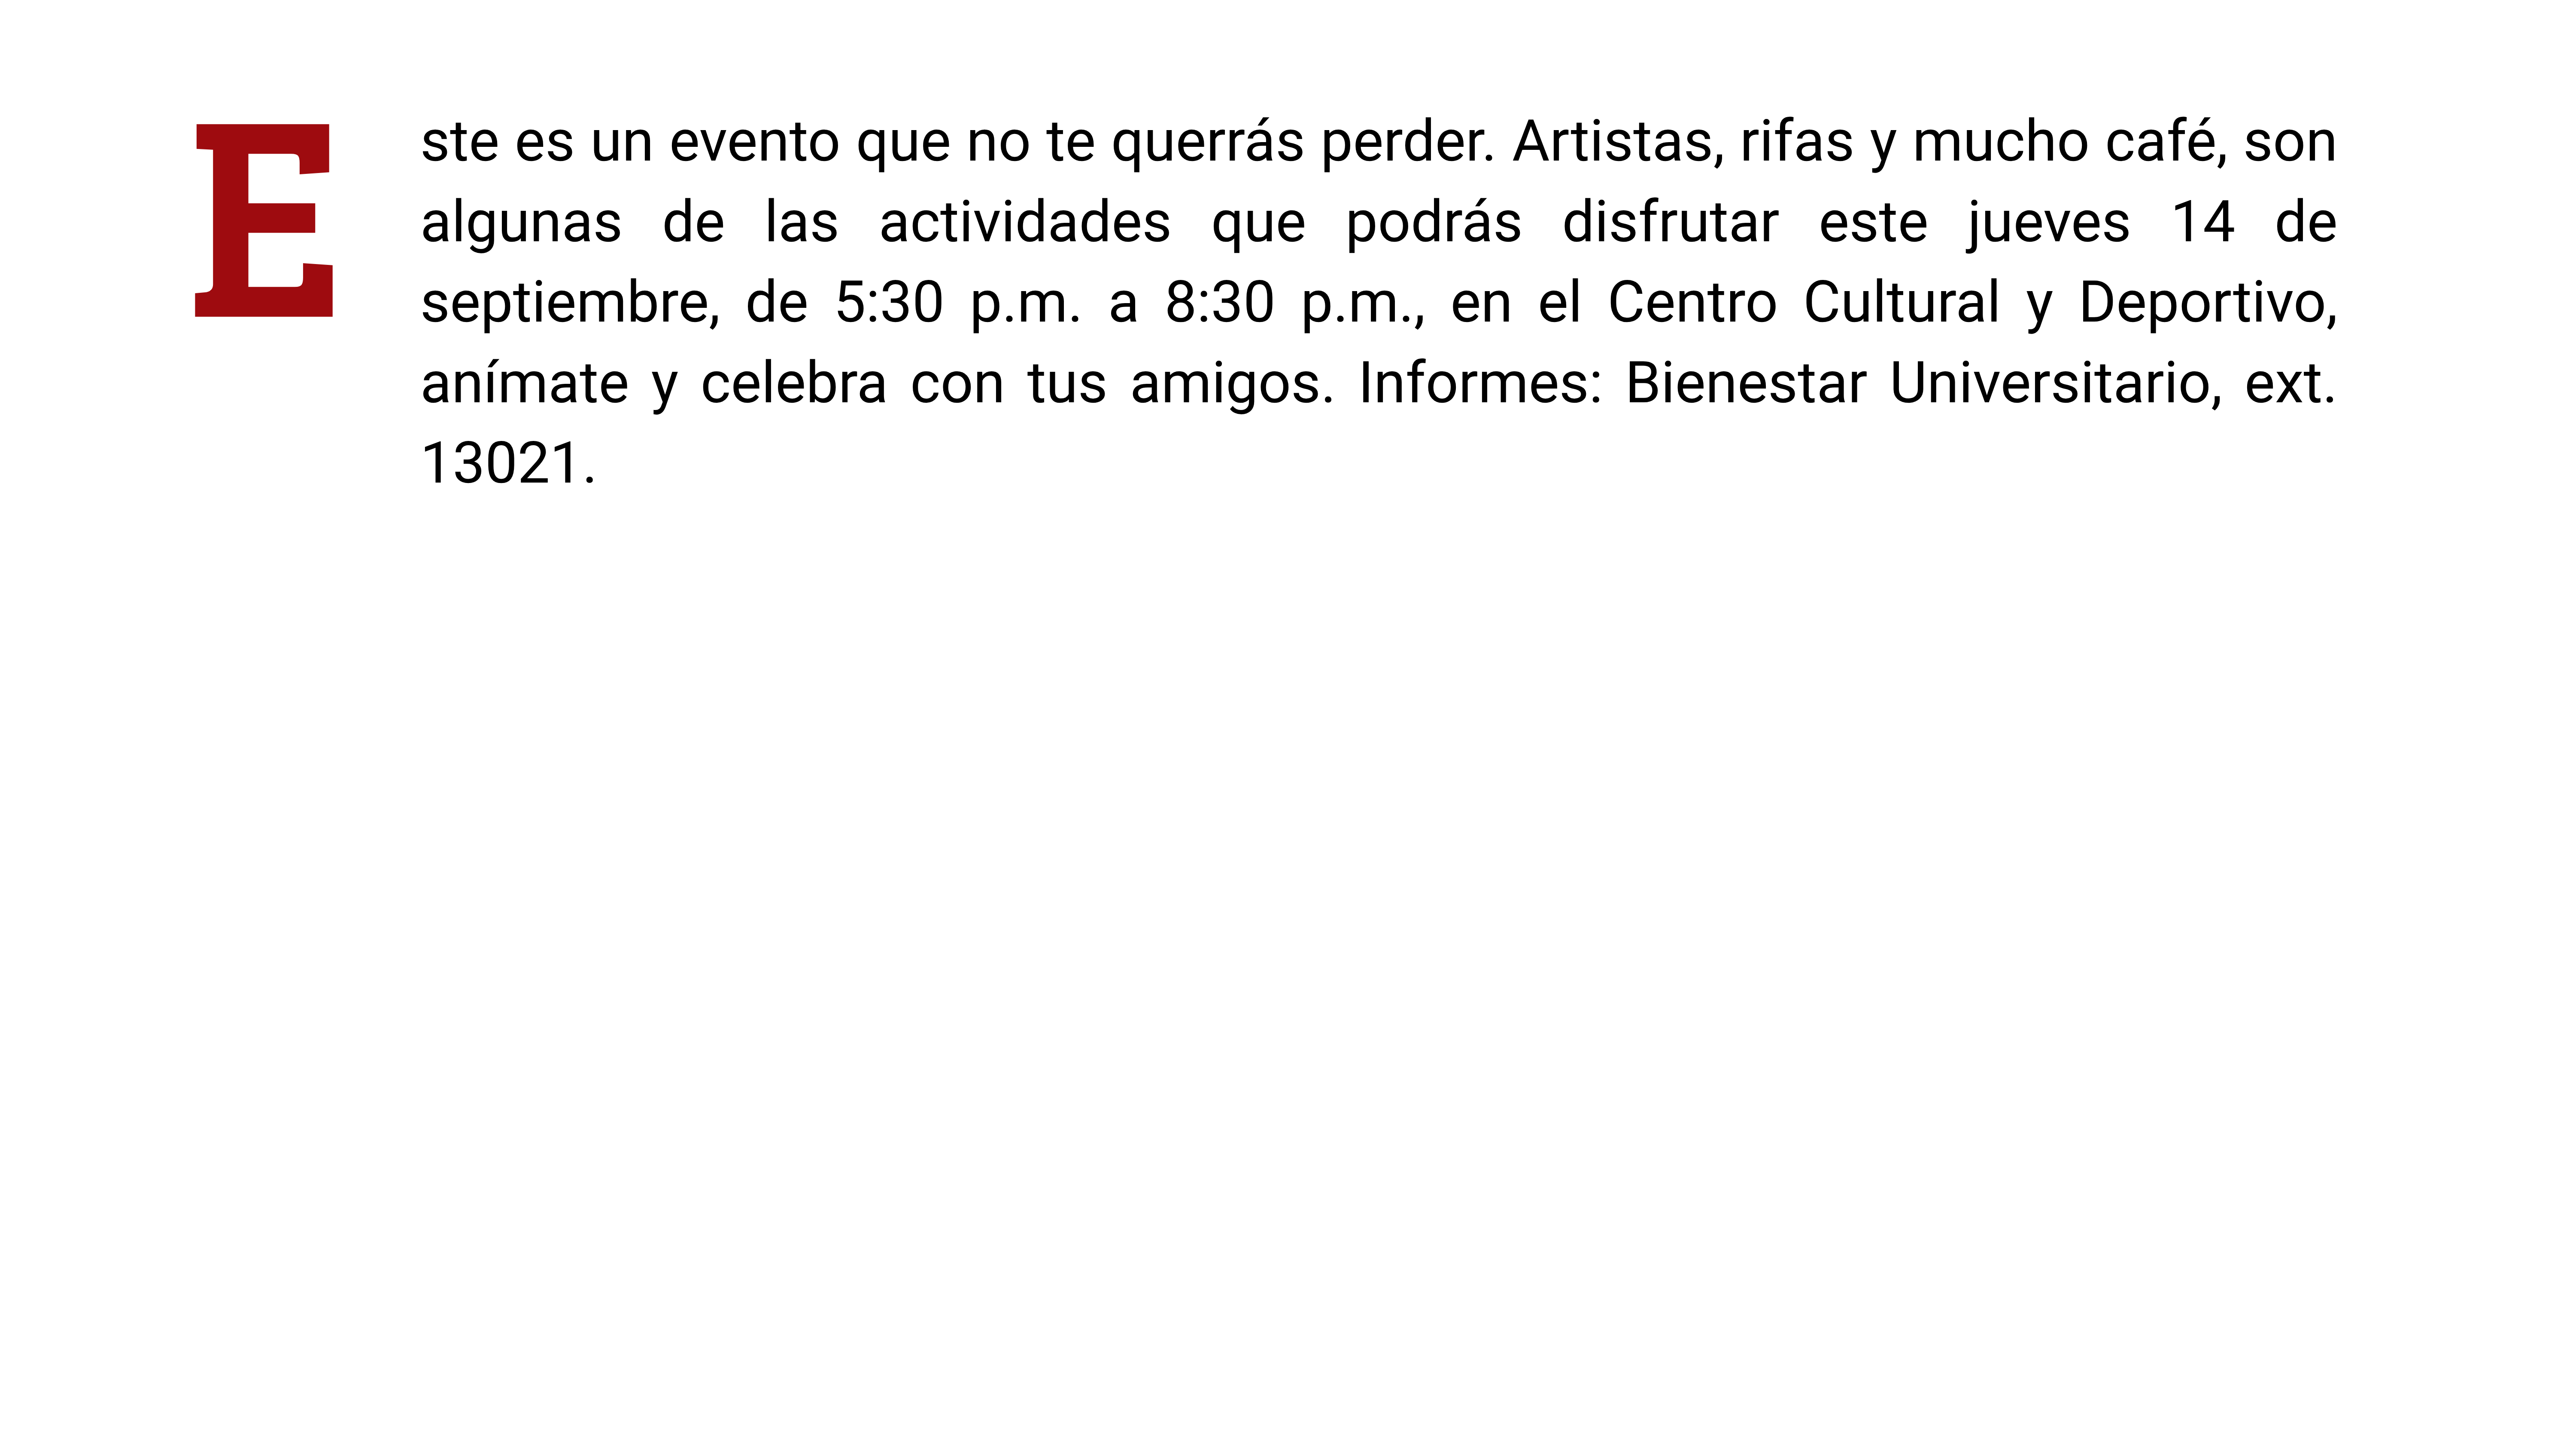 Este es un evento que no te querrás perder. Artistas, rifas y mucho café, son
algunas de las actividades que podrás disfrutar este jueves 14 de
septiembre, de 5:30 p.m. a 8:30 p.m., en el Centro Cultural y Deportivo,
anímate y celebra con tus amigos. Informes: Bienestar Universitario, ext.
13021.